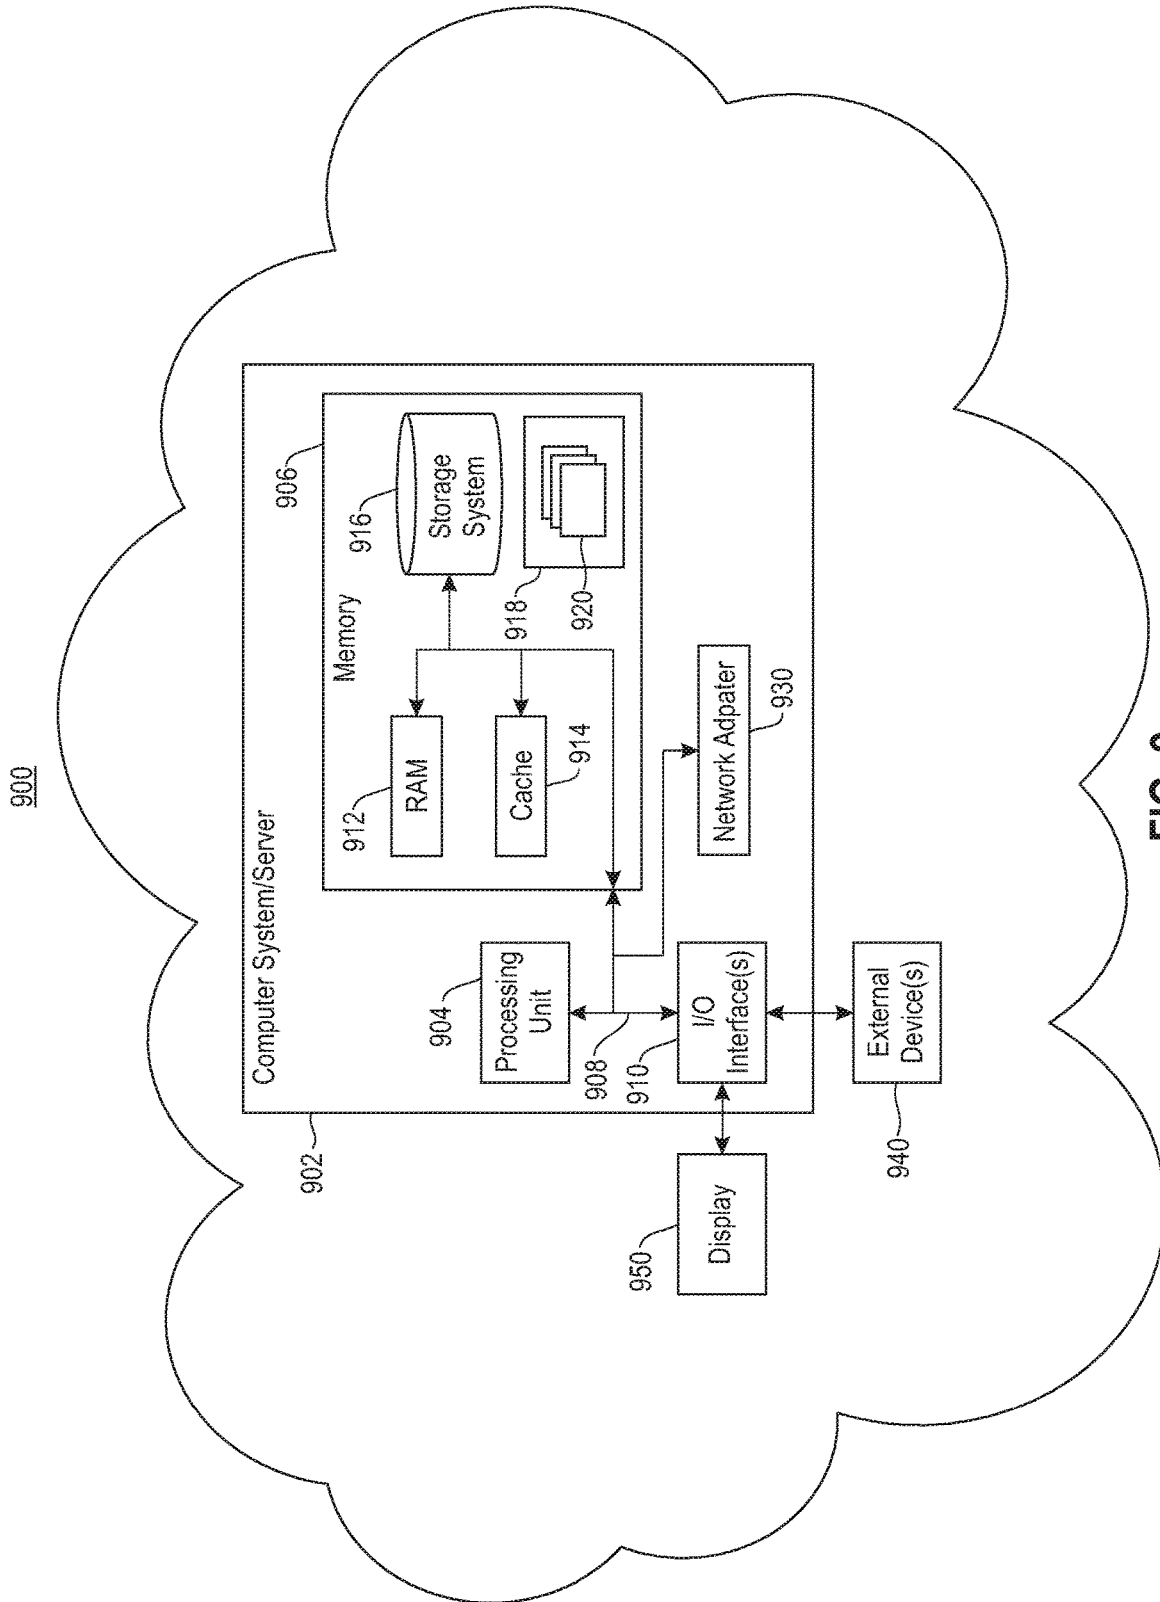 900
Computer System/Server
902
906
Memory
912
916
RAM
Storage
System
904
Processing
Unit
Cache
914
918
920
908
910
I/O
Interface(s)
Network Adpater
930
950
Display
External
Device(s)
940
FIG.